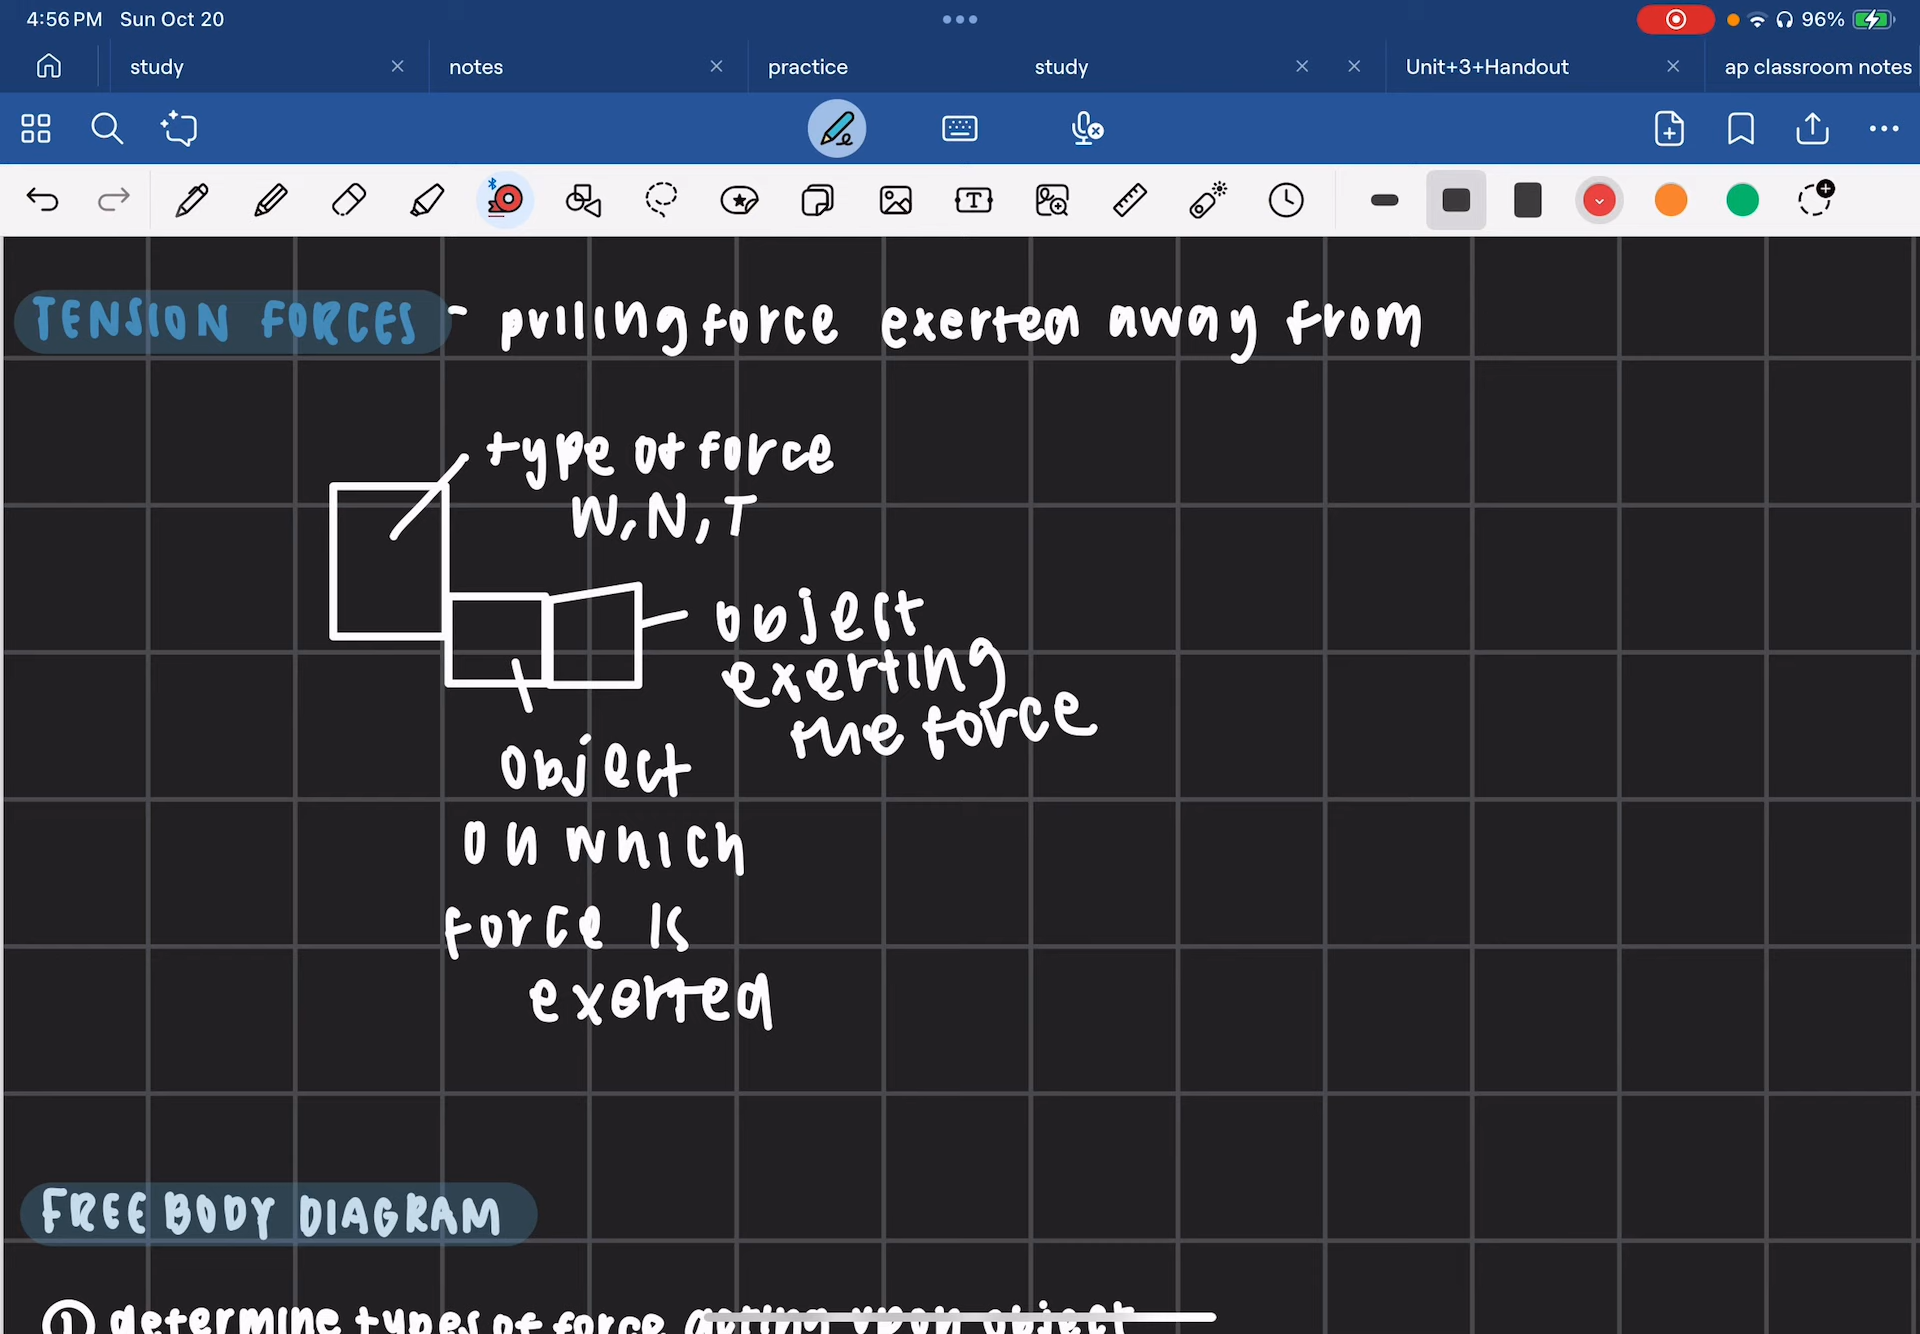 4:56 PM Sun Oct 20
96%
study
notes
practice
study
Unit+3+Handout
ap classroom notes
TENSION FORCES - pulling force exerted away from
type of force
W, N, T
object
exerting
the force
object
on which
force is
exerted
FREE BODY DIAGRAM
① determine types of force acting upon object